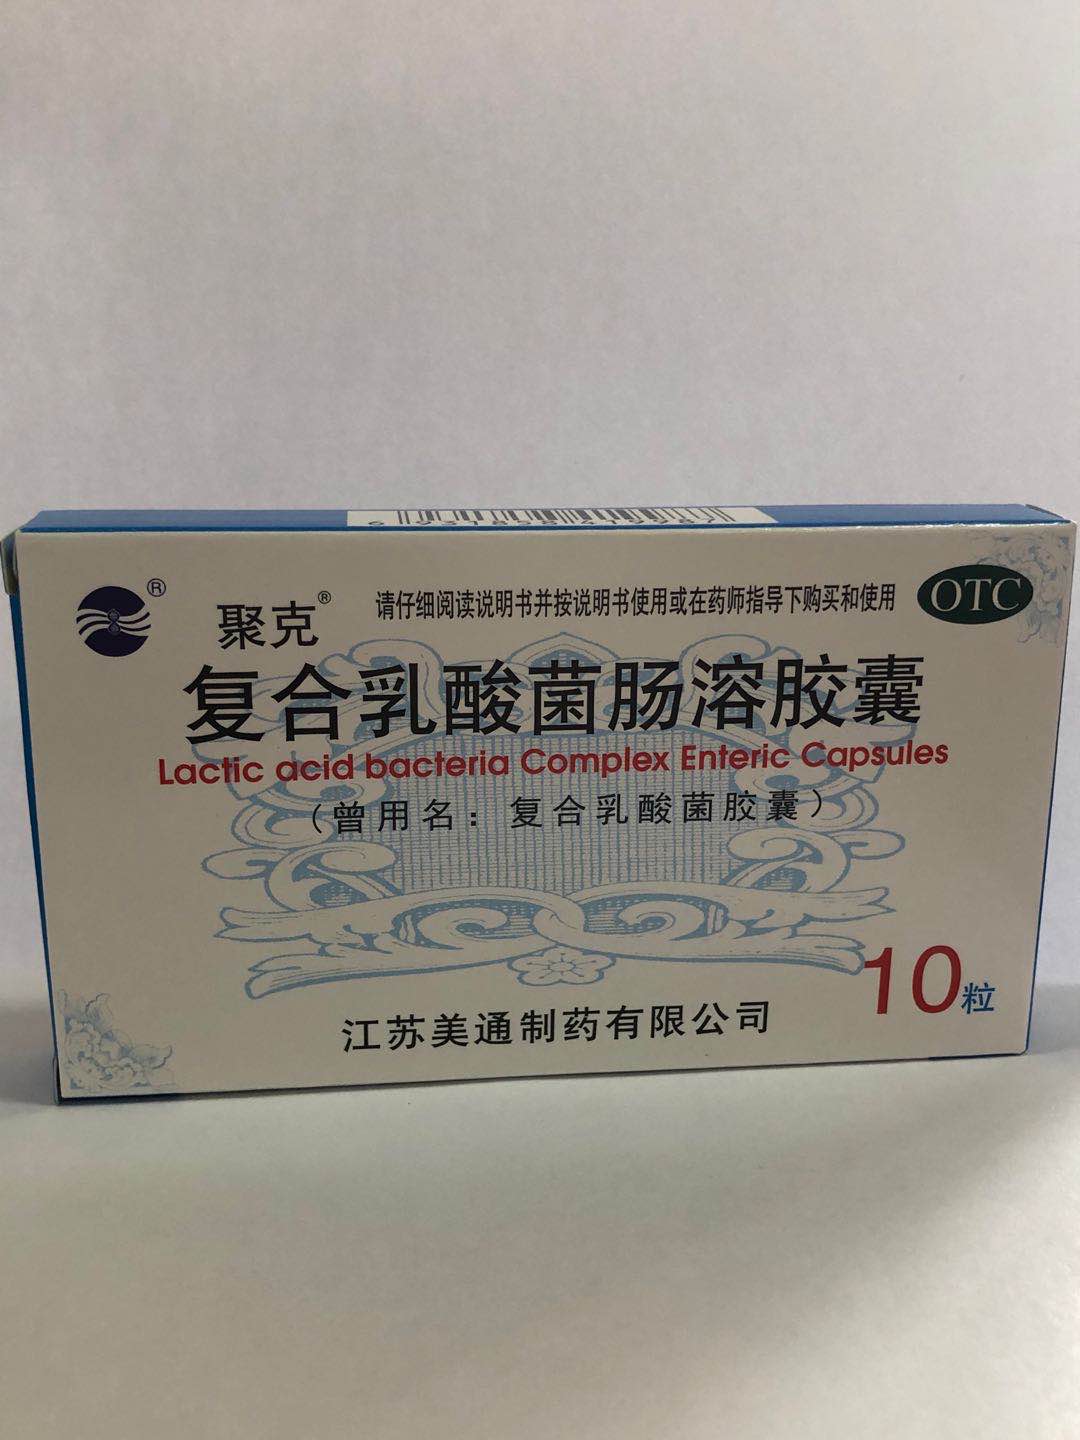 6 931856 419987
®
聚克®
请仔细阅读说明书并按说明书使用或在药师指导下购买和使用
OTC
复合乳酸菌肠溶胶囊
Lactic acid bacteria Complex Enteric Capsules
（曾用名：复合乳酸菌胶囊）
10粒
江苏美通制药有限公司